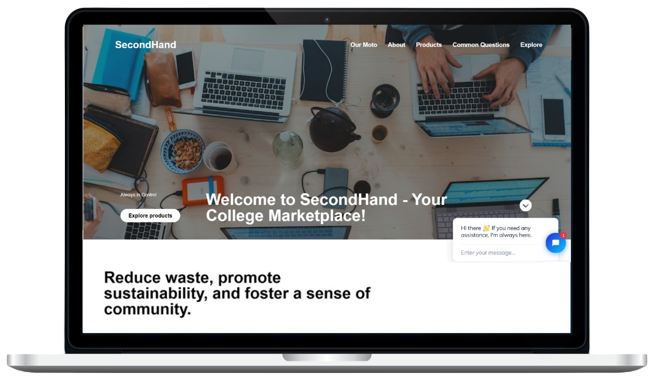 SecondHand
Our Moto About Products Common Questions Explore
Always in Control
Explore products
Welcome to SecondHand - Your
College Marketplace!
Hi there 👋 If you need any
assistance, I'm always here.
1
Enter your message...
Reduce waste, promote
sustainability, and foster a sense of
community.